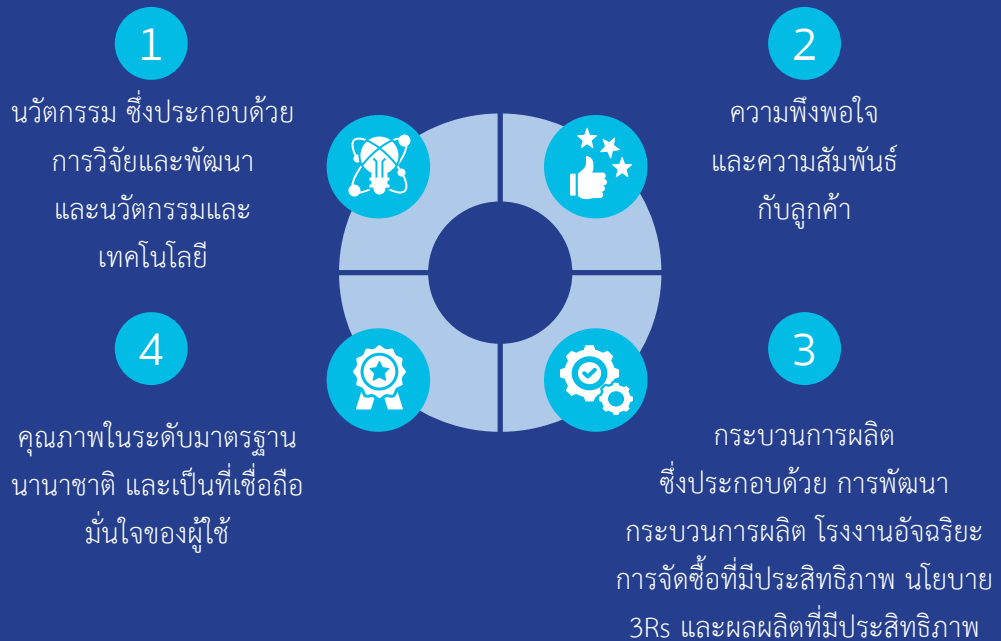 1
นวัตกรรม ซึ่งประกอบด้วย
การวิจัยและพัฒนา
และนวัตกรรมและ
เทคโนโลยี
2
ความพึงพอใจ
และความสัมพันธ์
กับลูกค้า
3
กระบวนการผลิต
ซึ่งประกอบด้วย การพัฒนา
กระบวนการผลิต โรงงานอัจฉริยะ
การจัดซื้อที่มีประสิทธิภาพ นโยบาย
3Rs และผลผลิตที่มีประสิทธิภาพ
4
คุณภาพในระดับมาตรฐาน
นานาชาติ และเป็นที่เชื่อถือ
มั่นใจของผู้ใช้